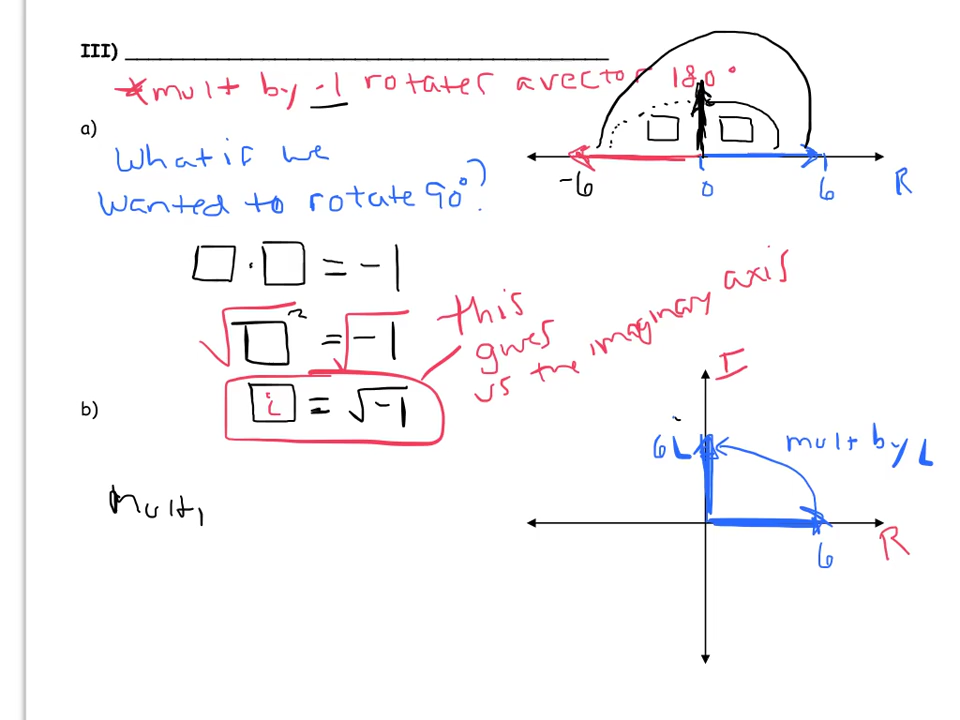 III)
*mult by -1 rotates a vector 180°
a)
What if we
wanted to rotate 90°?
-6 0 6 R
□ · □ = -1
√□² = √-1
i = √-1
this
gives
us the imaginary axis
b)
I
6i
mult by i
6 R
mult